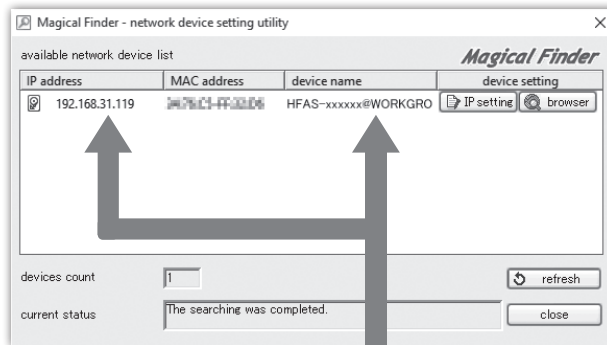 Magical Finder - network device setting utility
available network device list
Magical Finder
IP address MAC address device name device setting
192.168.31.119 HFAS-xxxxxx@WORKGRO IP setting browser
devices count 1 refresh
current status The searching was completed. close